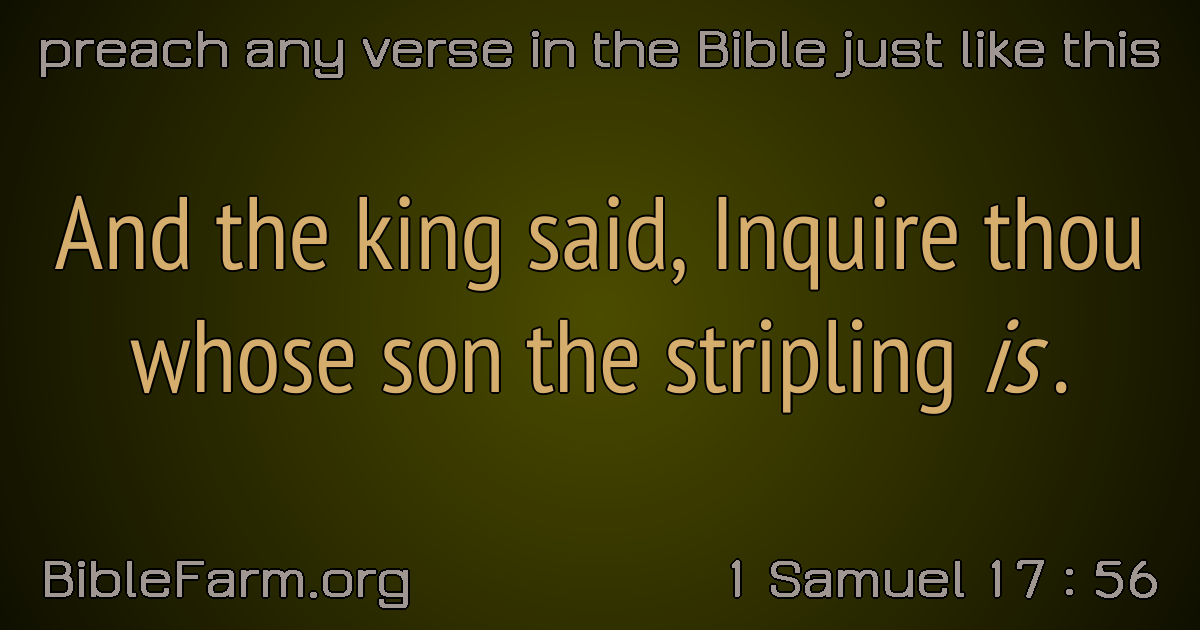 preach any verse in the Bible just like this
And the king said, Inquire thou
whose son the stripling is.
BibleFarm.org
1 Samuel 17 : 56